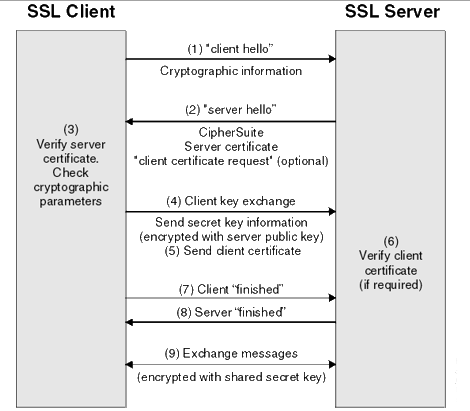 SSL Client
SSL Server
(1) "client hello”
Cryptographic information
(2) "server hello”
CipherSuite
Server certificate
"client certificate request" (optional)
(3)
Verify server
certificate.
Check
cryptographic
parameters
(4) Client key exchange
Send secret key information
(encrypted with server public key)
(5) Send client certificate
(6)
Verify client
certificate
(if required)
(7) Client “finished”
(8) Server “finished”
(9) Exchange messages
(encrypted with shared secret key)